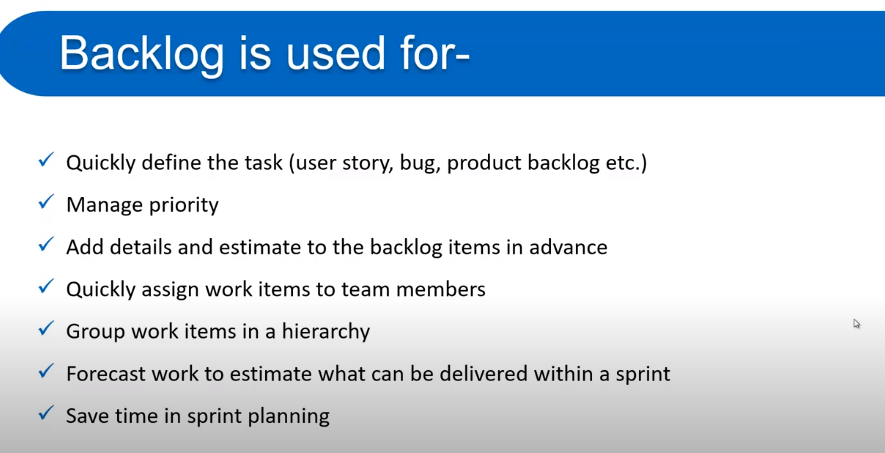 Backlog is used for-
Quickly define the task (user story, bug, product backlog etc.)
Manage priority
Add details and estimate to the backlog items in advance
Quickly assign work items to team members
Group work items in a hierarchy
Forecast work to estimate what can be delivered within a sprint
Save time in sprint planning